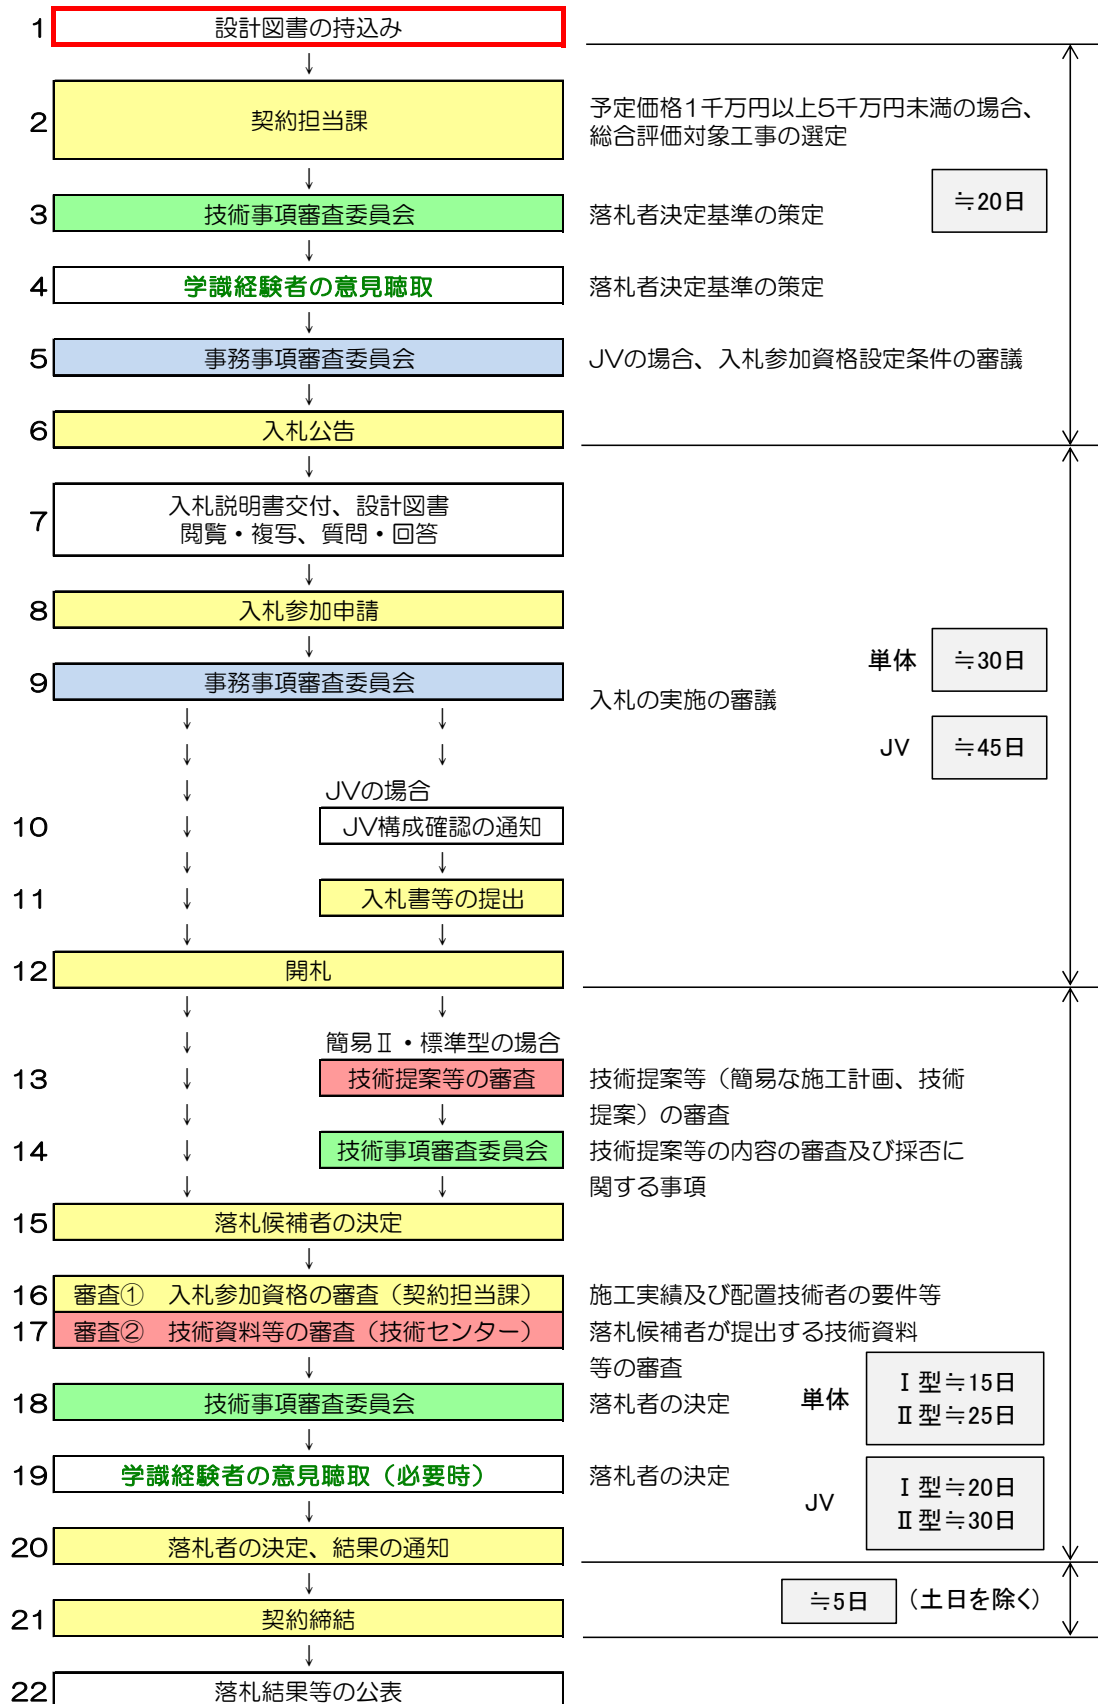 1 設計図書の持込み
↓
2 契約担当課
予定価格1千万円以上5千万円未満の場合、
総合評価対象工事の選定
↓
3 技術事項審査委員会 落札者決定基準の策定 ≒20日
↓
4 学識経験者の意見聴取 落札者決定基準の策定
↓
5 事務事項審査委員会 JVの場合、入札参加資格設定条件の審議
↓
6 入札公告
↓
7 入札説明書交付、設計図書
閲覧・複写、質問・回答
↓
8 入札参加申請
↓
単体 ≒30日
9 事務事項審査委員会
入札の実施の審議
↓ ↓
JV ≒45日
↓ ↓
↓ JVの場合
10 ↓ JV構成確認の通知
↓ ↓
11 ↓ 入札書等の提出
↓ ↓
12 開札
↓ ↓
↓ 簡易Ⅱ・標準型の場合
13 ↓ 技術提案等の審査 技術提案等（簡易な施工計画、技術
↓ ↓ 提案）の審査
14 ↓ 技術事項審査委員会 技術提案等の内容の審査及び採否に
↓ ↓ 関する事項
15 落札候補者の決定
↓
16 審査① 入札参加資格の審査（契約担当課） 施工実績及び配置技術者の要件等
17 審査② 技術資料等の審査（技術センター） 落札候補者が提出する技術資料
↓ 等の審査
18 技術事項審査委員会 落札者の決定 単体 Ⅰ型≒15日
Ⅱ型≒25日
↓
19 学識経験者の意見聴取（必要時） 落札者の決定
JV Ⅰ型≒20日
Ⅱ型≒30日
↓
20 落札者の決定、結果の通知
↓
≒5日 （土日を除く）
21 契約締結
↓
22 落札結果等の公表